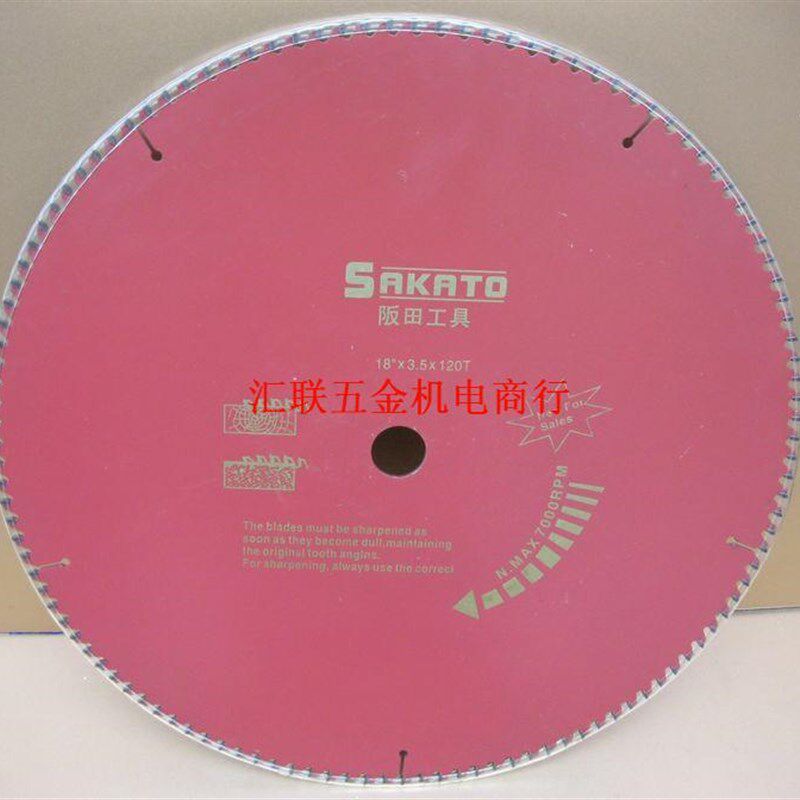 SAKATO
阪田工具
18"x3.5x120T
汇联五金机电商行
For
Sales
N.MAX 7000RPM
The blades must be sharpened as
soon as they become dull,maintaining
the original tooth angins.
For sharpening, always use the correct